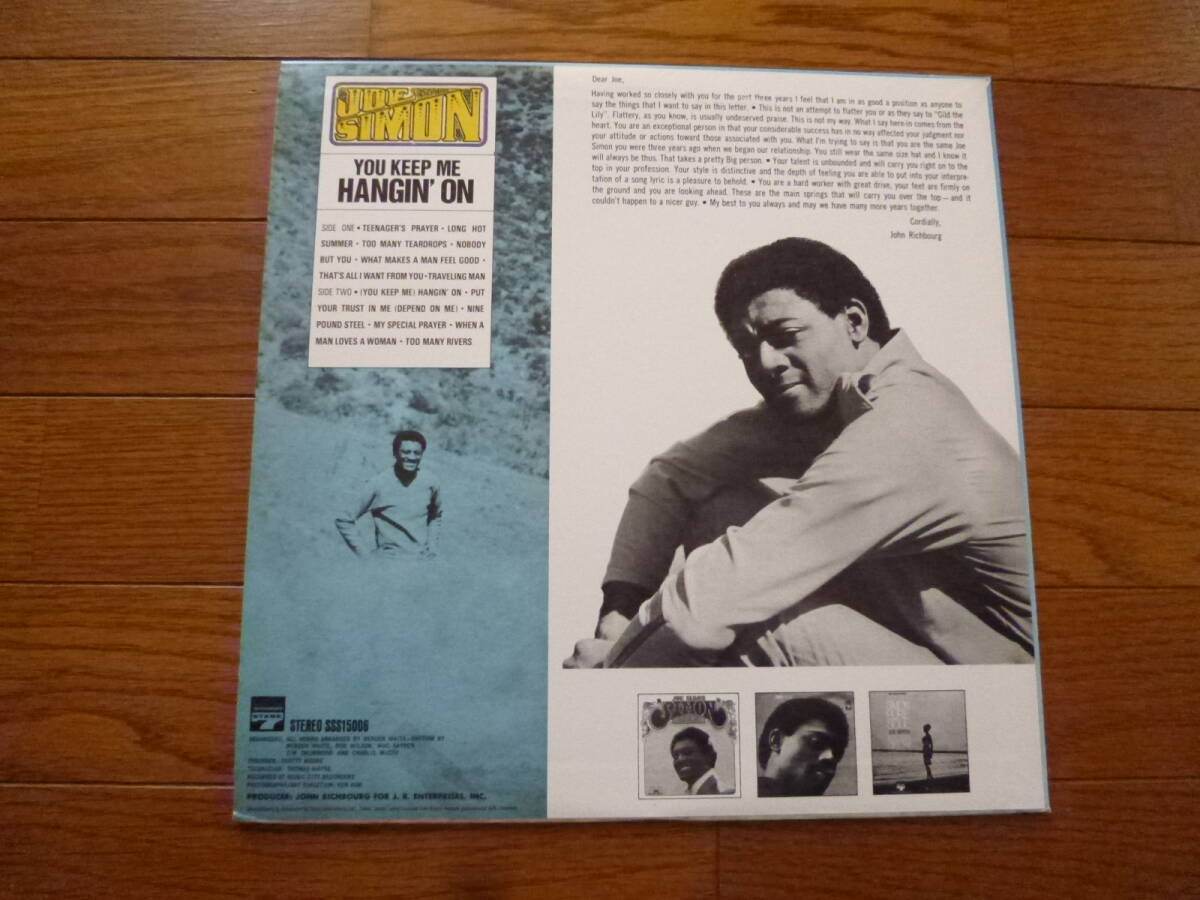 JOE
SIMON
YOU KEEP ME
HANGIN' ON
SIDE ONE • TEENAGER'S PRAYER • LONG HOT
SUMMER • TOO MANY TEARDROPS • NOBODY
BUT YOU • WHAT MAKES A MAN FEEL GOOD •
THAT'S ALL I WANT FROM YOU • TRAVELING MAN
SIDE TWO • (YOU KEEP ME) HANGIN' ON • PUT
YOUR TRUST IN ME (DEPEND ON ME) • NINE
POUND STEEL • MY SPECIAL PRAYER • WHEN A
MAN LOVES A WOMAN • TOO MANY RIVERS
STEREO SSS15006
PRODUCER: JOHN RICHBOURG FOR J. R. ENTERPRISES, INC.
Dear Joe,
Having worked so closely with you for the past three years I feel that I am in as good a position as anyone to
say the things that I want to say in this letter. • This is not an attempt to flatter you or as they say to "Gild the
Lily". Flattery, as you know, is usually undeserved praise. This is not my way. What I say here-in comes from the
heart. You are an exceptional person in that your considerable success has in no way affected your judgment nor
your attitude or actions toward those associated with you. What I'm trying to say is that you are the same Joe
Simon you were three years ago when we began our relationship. You still wear the same size hat and I know it
will always be thus. That takes a pretty Big person. • Your talent is unbounded and will carry you right on to the
top in your profession. Your style is distinctive and the depth of feeling you are able to put into your interpre-
tation of a song lyric is a pleasure to behold. • You are a hard worker with great drive, your feet are firmly on
the ground and you are looking ahead. These are the main springs that will carry you over the top — and it
couldn't happen to a nicer guy. • My best to you always and may we have many more years together.
Cordially,
John Richbourg
JOE SIMON
SIMON